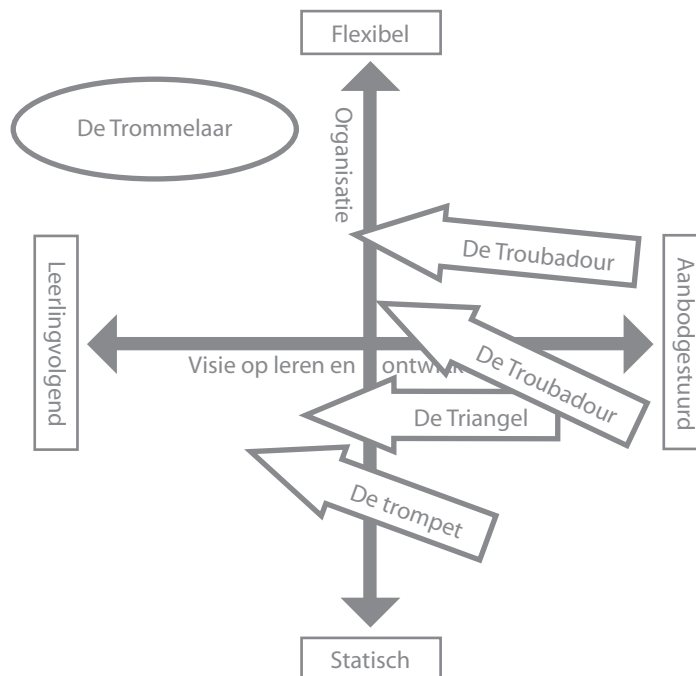 Flexibel
De Trommelaar
Organisatie
De Troubadour
Leerlingvolgend
Aanbodgestuurd
Visie op leren en
De Troubadour
De Triangel
De trompet
Statisch